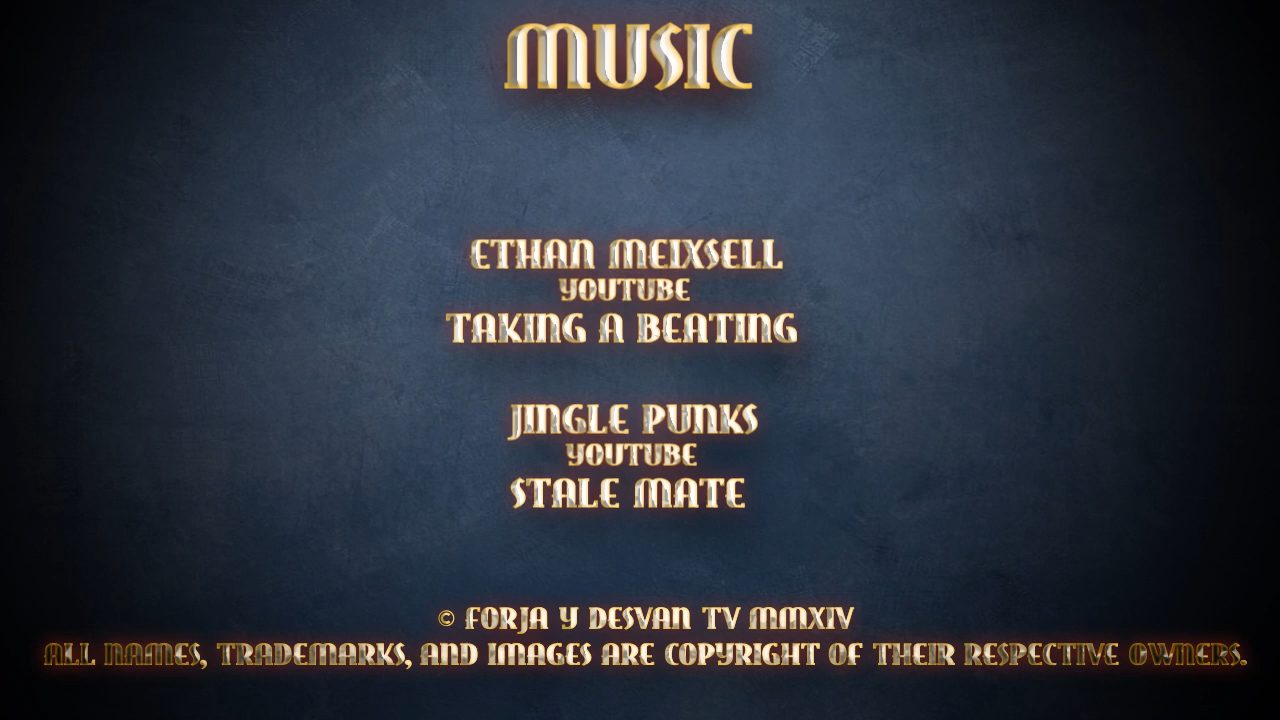 MUSIC
ETHAN MEIXSELL
YOUTUBE
TAKING A BEATING
JINGLE PUNKS
YOUTUBE
STALE MATE
© FORJA Y DESVAN TV MMXIV
ALL NAMES, TRADEMARKS, AND IMAGES ARE COPYRIGHT OF THEIR RESPECTIVE OWNERS.